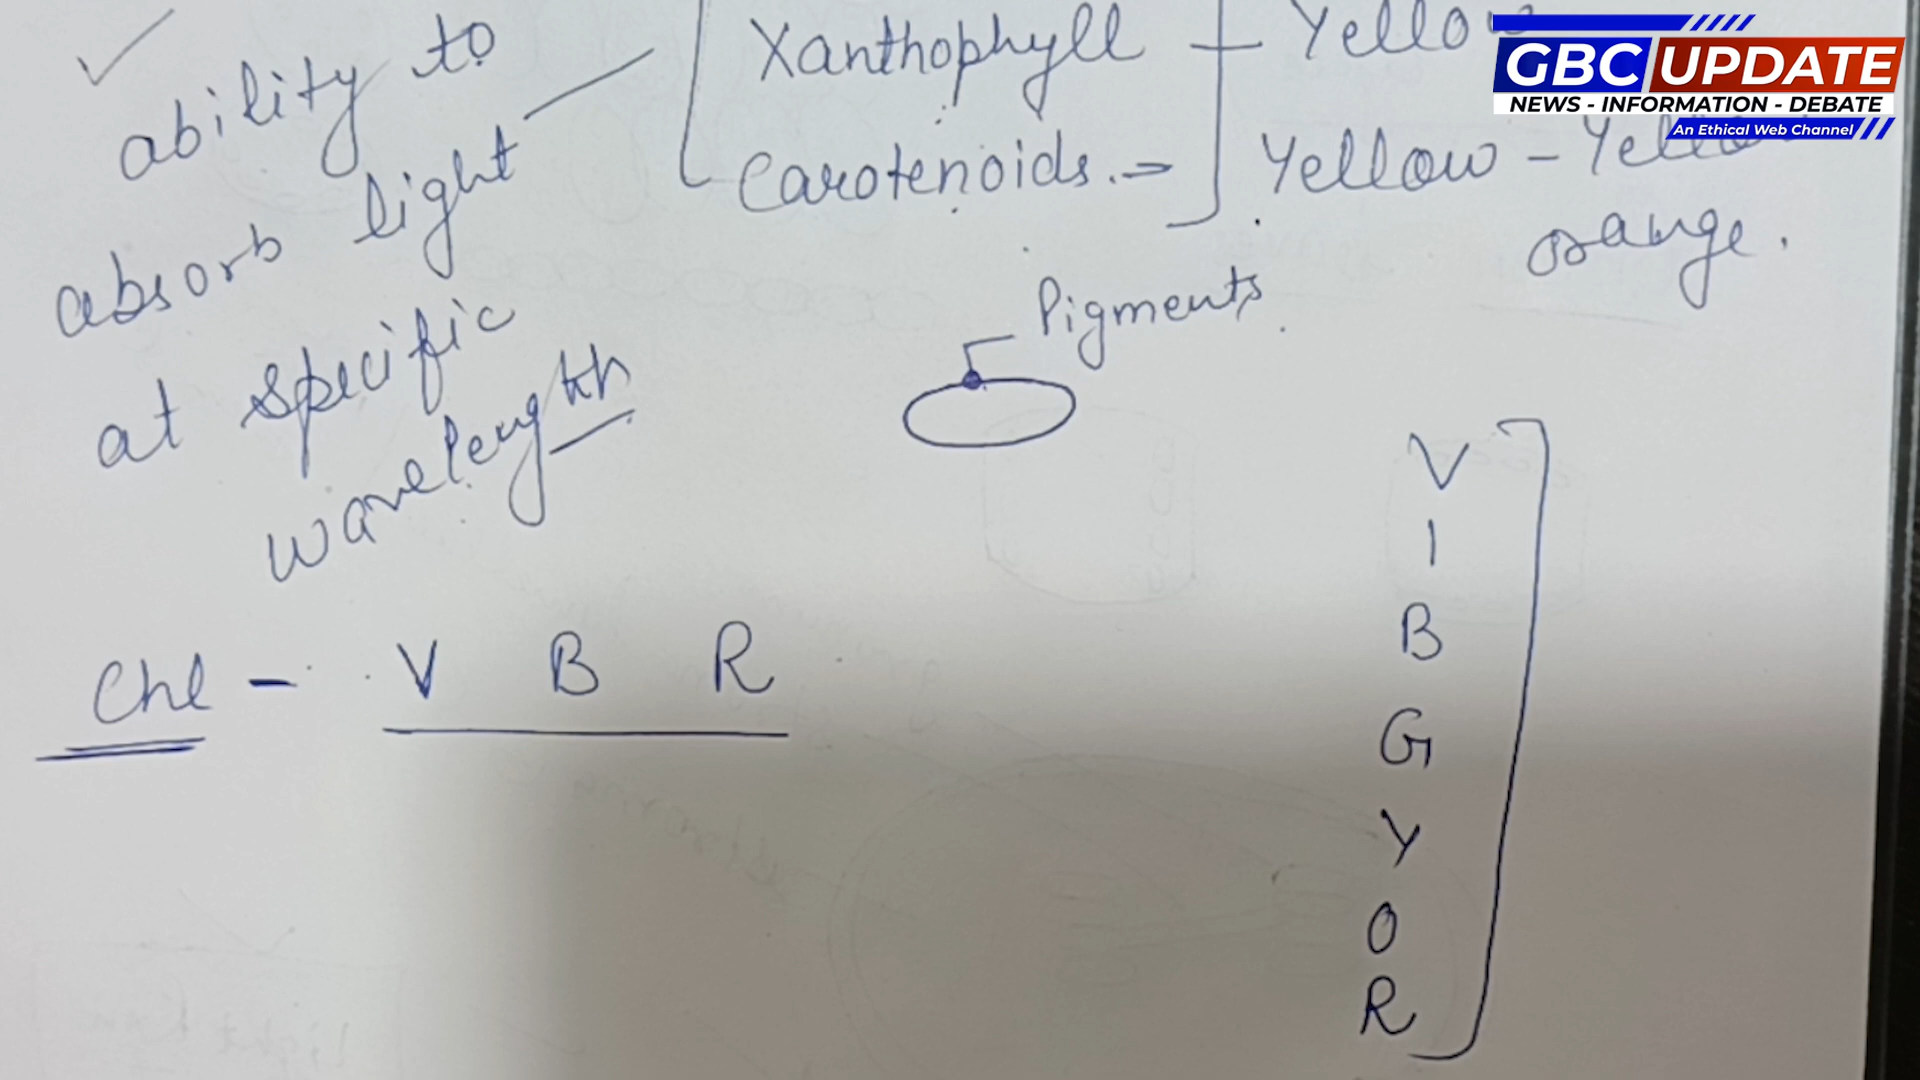 Xanthophyll — Yellow
ability to
absorb light
at specific
wavelength
Carotenoids. - Yellow - Yellow
orange.
Pigments
Chl - V B R
V
I
B
G
Y
O
R
GBC UPDATE
NEWS - INFORMATION - DEBATE
An Ethical Web Channel